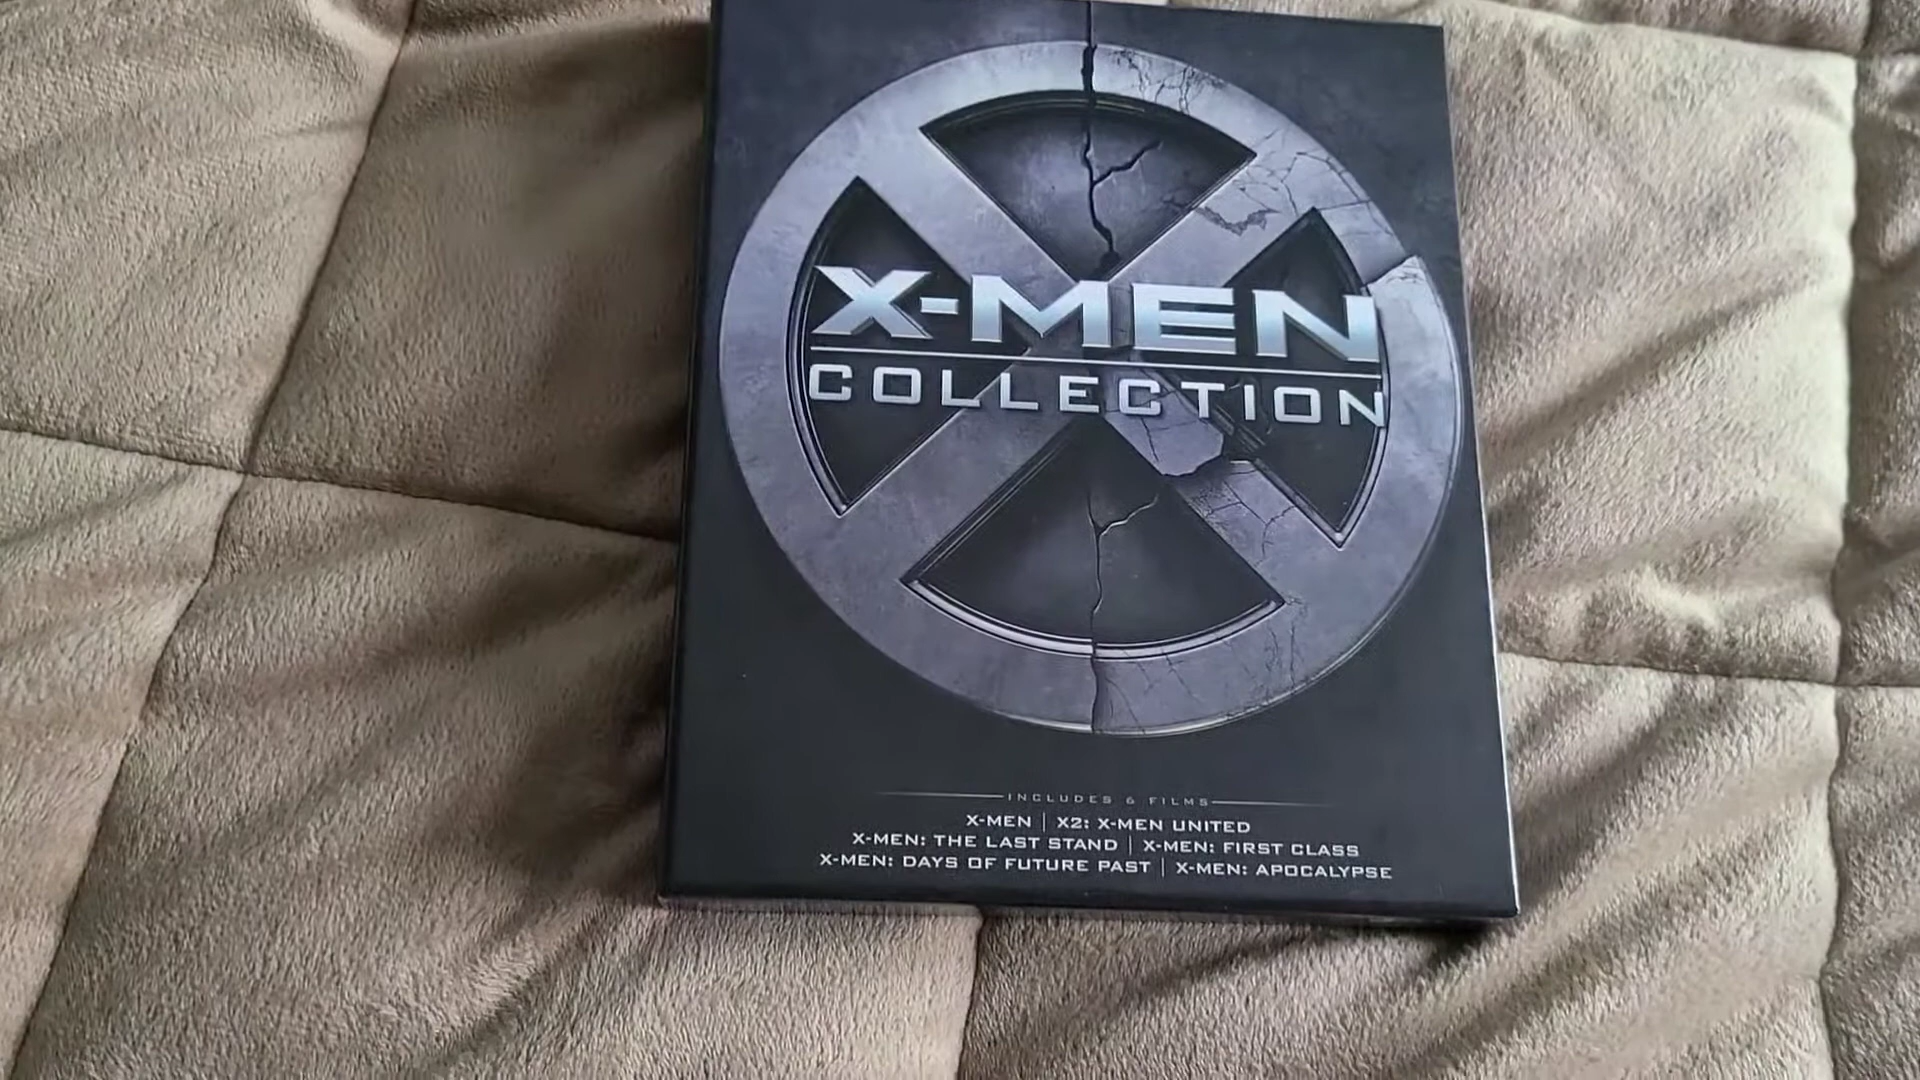 X-MEN
COLLECTION
INCLUDES 6 FILMS
X-MEN | X2: X-MEN UNITED
X-MEN: THE LAST STAND | X-MEN: FIRST CLASS
X-MEN: DAYS OF FUTURE PAST | X-MEN: APOCALYPSE